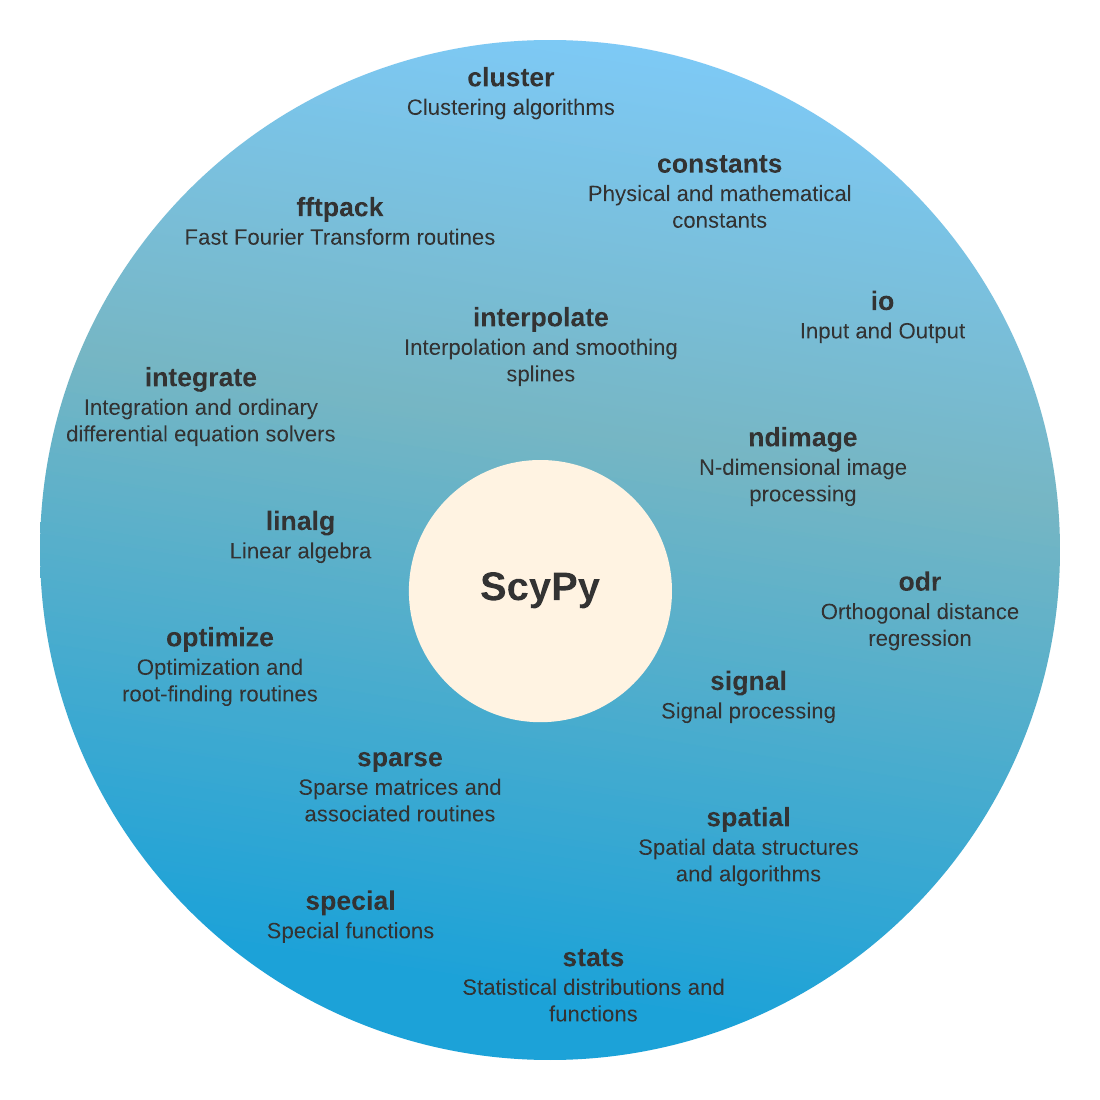 cluster
Clustering algorithms
constants
Physical and mathematical
constants
fftpack
Fast Fourier Transform routines
io
Input and Output
interpolate
Interpolation and smoothing
splines
integrate
Integration and ordinary
differential equation solvers
ndimage
N-dimensional image
processing
linalg
Linear algebra
ScyPy
odr
Orthogonal distance
regression
optimize
Optimization and
root-finding routines
signal
Signal processing
sparse
Sparse matrices and
associated routines
spatial
Spatial data structures
and algorithms
special
Special functions
stats
Statistical distributions and
functions